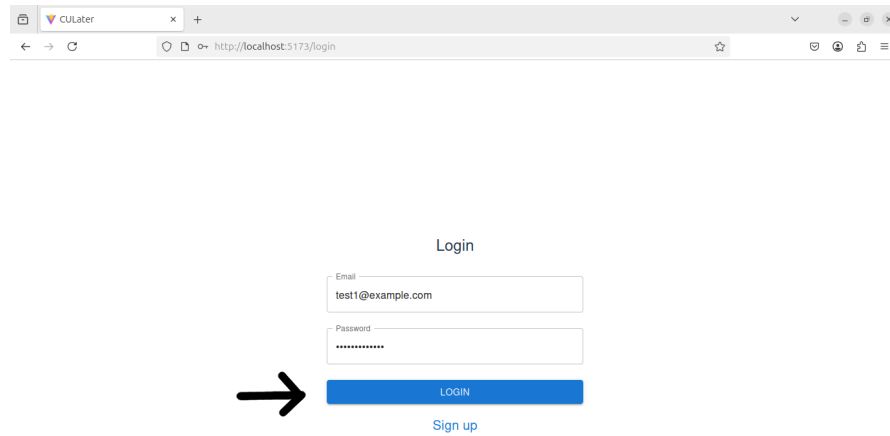 CULater
http://localhost:5173/login
Login
Email
test1@example.com
Password
•••••••••••••
LOGIN
Sign up